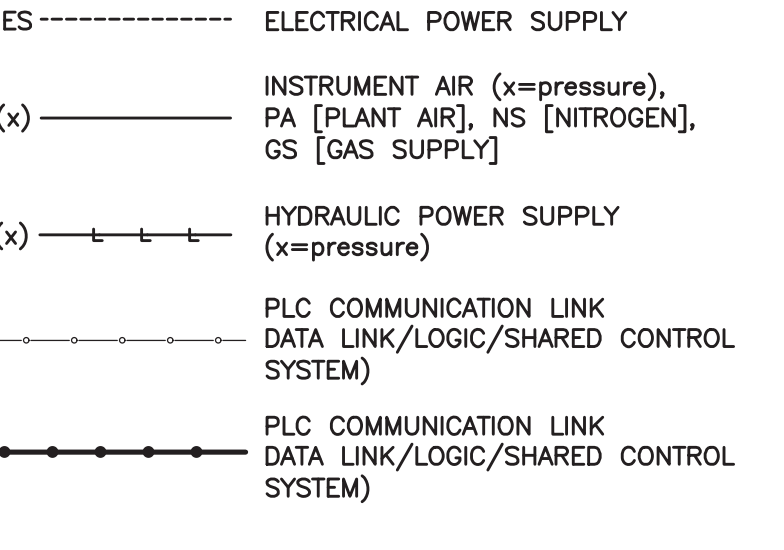 ES ELECTRICAL POWER SUPPLY
INSTRUMENT AIR (x=pressure),
(x) PA [PLANT AIR], NS [NITROGEN],
GS [GAS SUPPLY]
HYDRAULIC POWER SUPPLY
(x) (x=pressure)
PLC COMMUNICATION LINK
DATA LINK/LOGIC/SHARED CONTROL
SYSTEM)
PLC COMMUNICATION LINK
DATA LINK/LOGIC/SHARED CONTROL
SYSTEM)